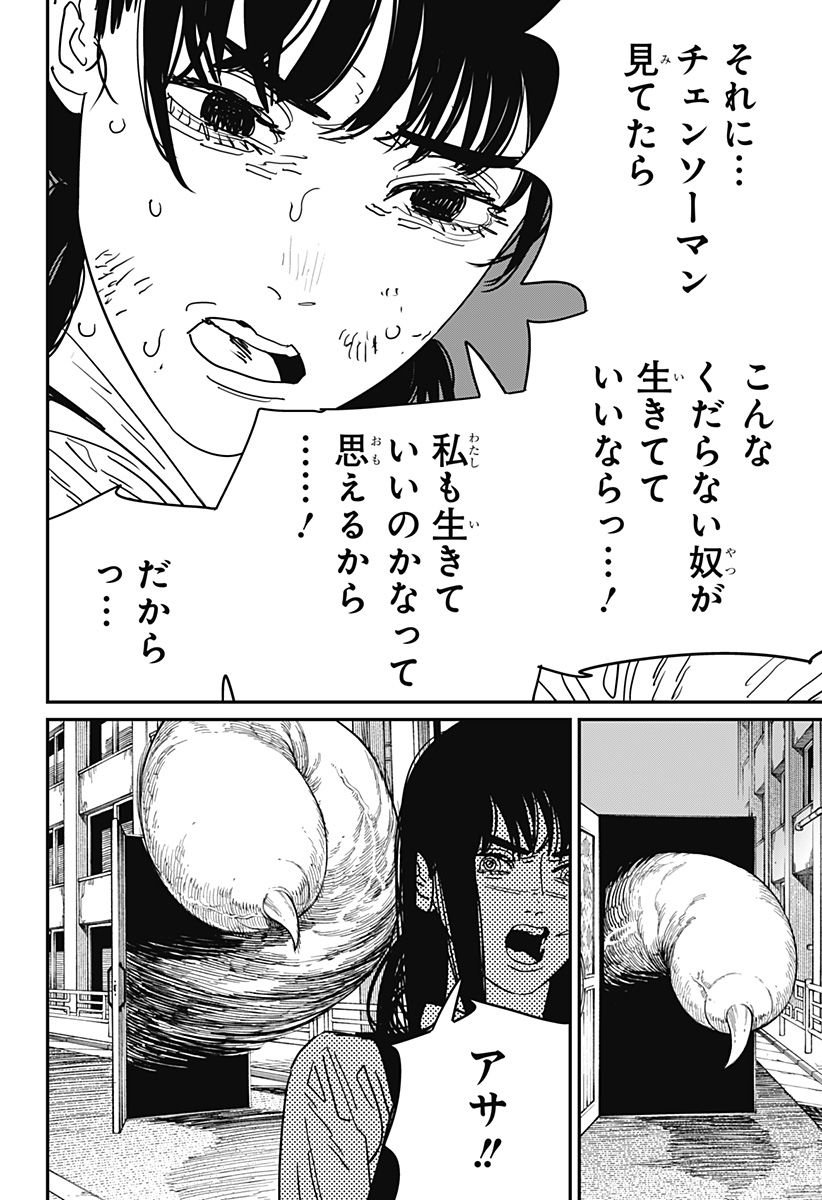 それに…
チェンソーマン
見てたら
こんな
くだらない奴が
生きてて
いいならっ…!
私も生きて
いいのかなって
思えるから
……!
だから
っ…
アサ!!